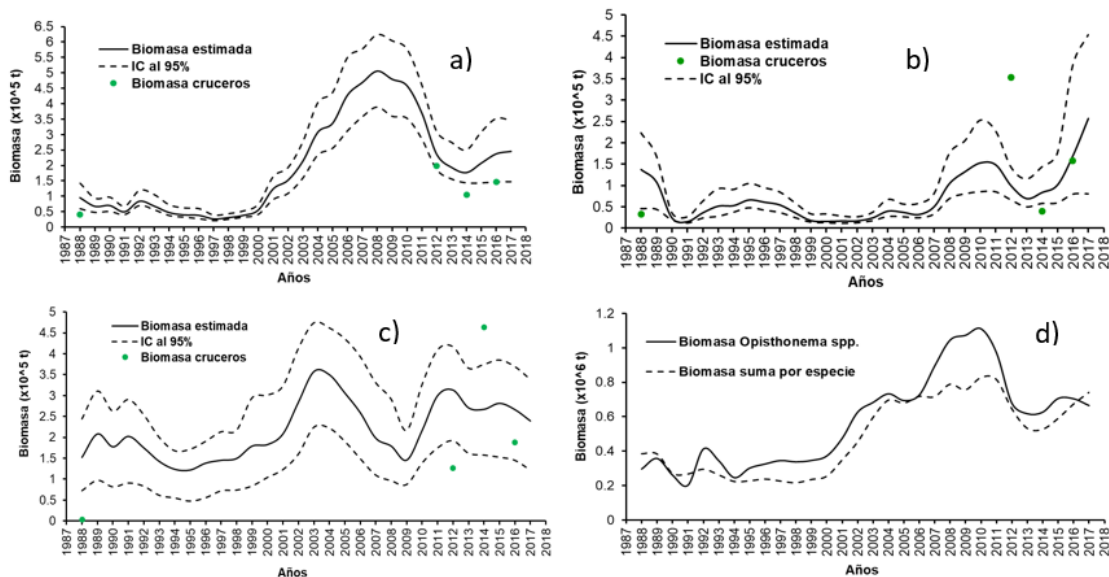 a)
Biomasa (x10^5 t)
6.5
6
5.5
5
4.5
4
3.5
3
2.5
2
1.5
1
0.5
0
Biomasa estimada
IC al 95%
Biomasa cruceros
1987 1988 1989 1990 1991 1992 1993 1994 1995 1996 1997 1998 1999 2000 2001 2002 2003 2004 2005 2006 2007 2008 2009 2010 2011 2012 2013 2014 2015 2016 2017 2018
Años
b)
Biomasa (x10^5 t)
5
4.5
4
3.5
3
2.5
2
1.5
1
0.5
0
Biomasa estimada
Biomasa cruceros
IC al 95%
1987 1988 1989 1990 1991 1992 1993 1994 1995 1996 1997 1998 1999 2000 2001 2002 2003 2004 2005 2006 2007 2008 2009 2010 2011 2012 2013 2014 2015 2016 2017 2018
Años
c)
Biomasa (x10^5 t)
5
4.5
4
3.5
3
2.5
2
1.5
1
0.5
0
Biomasa estimada
IC al 95%
Biomasa cruceros
1987 1988 1989 1990 1991 1992 1993 1994 1995 1996 1997 1998 1999 2000 2001 2002 2003 2004 2005 2006 2007 2008 2009 2010 2011 2012 2013 2014 2015 2016 2017 2018
Años
d)
Biomasa (x10^6 t)
1.2
1
0.8
0.6
0.4
0.2
0
Biomasa Opisthonema spp.
Biomasa suma por especie
1987 1988 1989 1990 1991 1992 1993 1994 1995 1996 1997 1998 1999 2000 2001 2002 2003 2004 2005 2006 2007 2008 2009 2010 2011 2012 2013 2014 2015 2016 2017 2018
Años